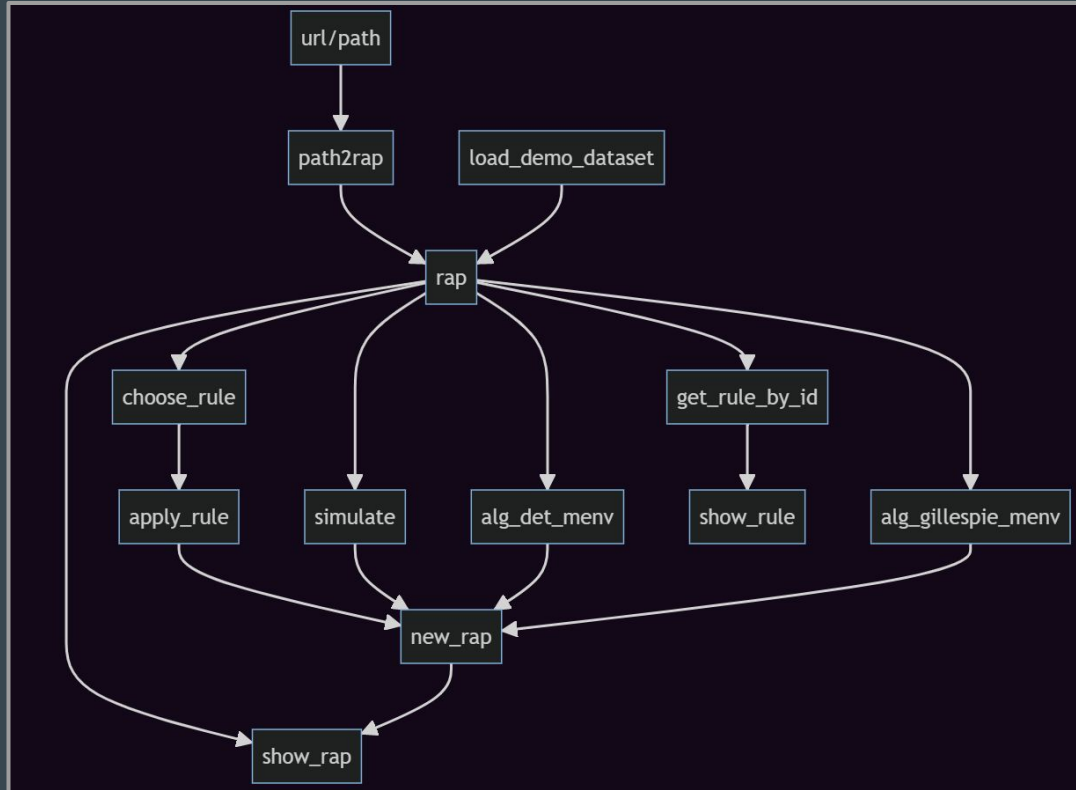 url/path
path2rap
load_demo_dataset
rap
choose_rule
get_rule_by_id
apply_rule
simulate
alg_det_menv
show_rule
alg_gillespie_menv
new_rap
show_rap